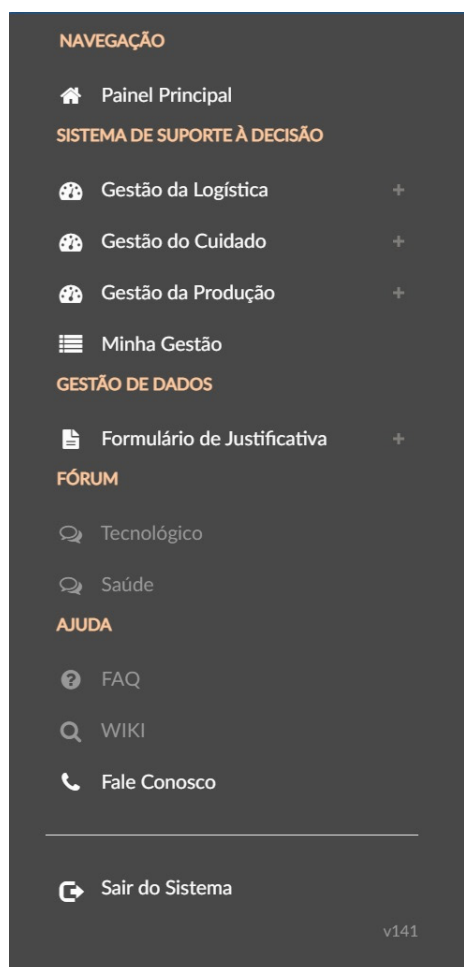 NAVEGAÇÃO
Painel Principal
SISTEMA DE SUPORTE À DECISÃO
Gestão da Logística +
Gestão do Cuidado +
Gestão da Produção +
Minha Gestão
GESTÃO DE DADOS
Formulário de Justificativa +
FÓRUM
Tecnológico
Saúde
AJUDA
FAQ
WIKI
Fale Conosco
Sair do Sistema
v141